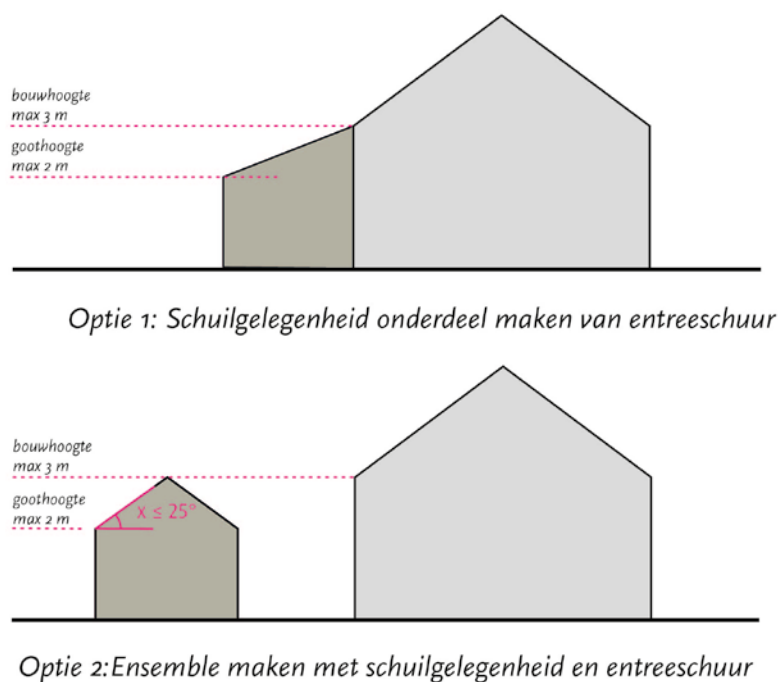 bouwhoogte
max 3 m
goothoogte
max 2 m
Optie 1: Schuilgelegenheid onderdeel maken van entreeschuur
bouwhoogte
max 3 m
goothoogte
max 2 m
x ≤ 25°
Optie 2:Ensemble maken met schuilgelegenheid en entreeschuur